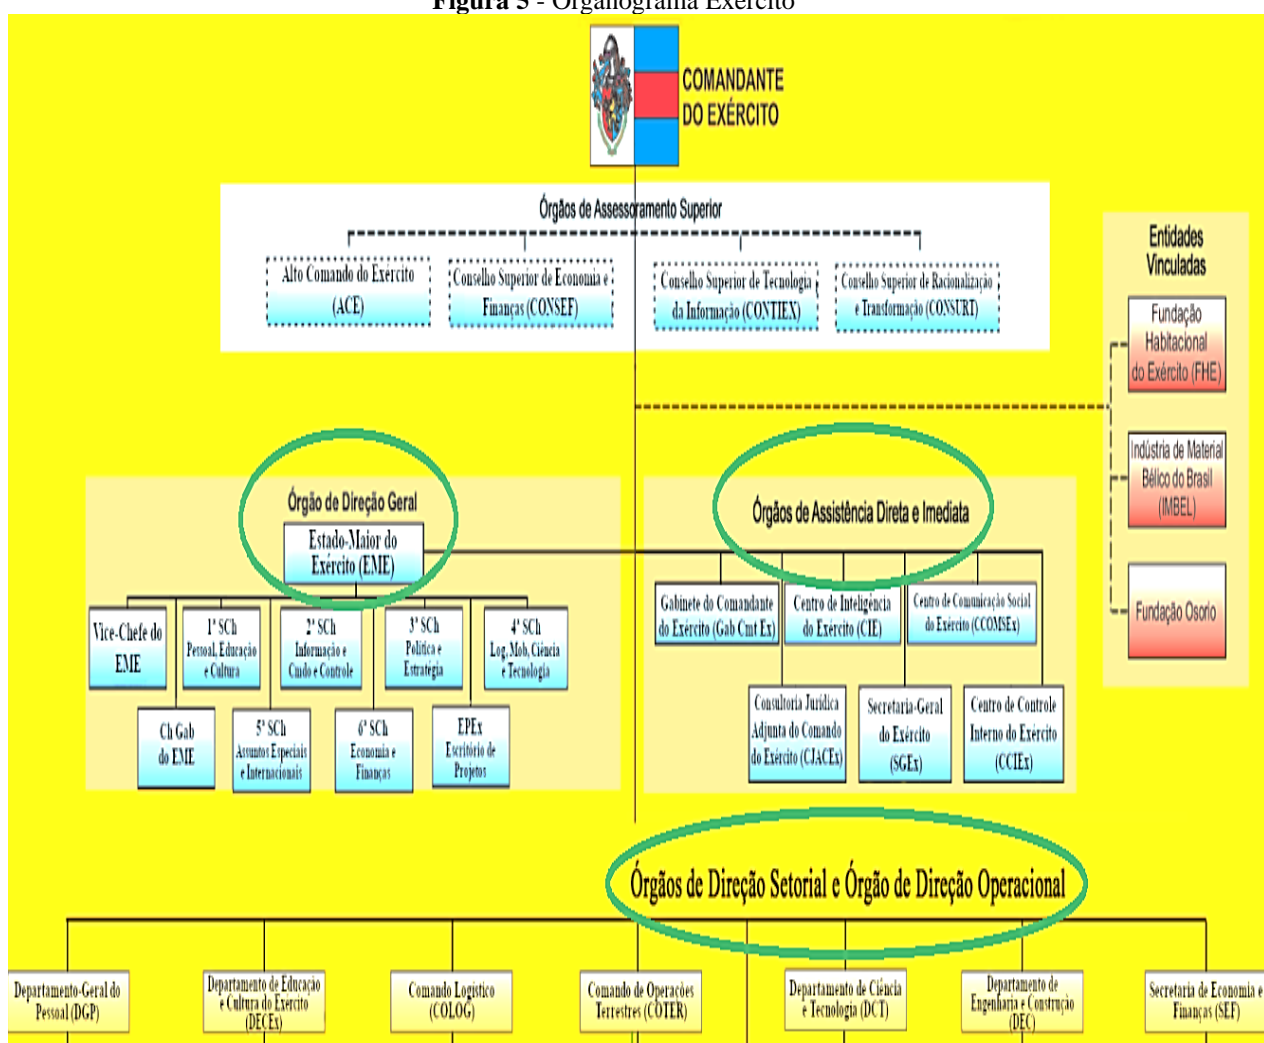 Figura 5 - Organograma Exército
COMANDANTE
DO EXÉRCITO
Órgãos de Assessoramento Superior
Alto Comando do Exército
(ACE)
Conselho Superior de Economia e
Finanças (CONSEF)
Conselho Superior de Tecnologia
da Informação (CONTIEX)
Conselho Superior de Racionalização
e Transformação (CONSURT)
Entidades
Vinculadas
Fundação
Habitacional
do Exército (FHE)
Indústria de Material
Bélico do Brasil
(IMBEL)
Fundação Osorio
Órgão de Direção Geral
Estado-Maior do
Exército (EME)
Vice-Chefe do
EME
1ª SCh
Pessoal, Educação
e Cultura
2ª SCh
Informação e
Cmdo e Controle
3ª SCh
Política e
Estratégia
4ª SCh
Log, Mob, Ciência
e Tecnologia
Ch Gab
do EME
5ª SCh
Assuntos Especiais
e Internacionais
6ª SCh
Economia e
Finanças
EPEx
Escritório de
Projetos
Órgãos de Assistência Direta e Imediata
Gabinete do Comandante
do Exército (Gab Cmt Ex)
Centro de Inteligência
do Exército (CIE)
Centro de Comunicação Social
do Exército (CCOMSEx)
Consultoria Jurídica
Adjunta do Comando
do Exército (CJACEx)
Secretaria-Geral
do Exército
(SGEx)
Centro de Controle
Interno do Exército
(CCIEx)
Órgãos de Direção Setorial e Órgão de Direção Operacional
Departamento-Geral do
Pessoal (DGP)
Departamento de Educação
e Cultura do Exército
(DECEx)
Comando Logístico
(COLOG)
Comando de Operações
Terrestres (COTER)
Departamento de Ciência
e Tecnologia (DCT)
Departamento de
Engenharia e Construção
(DEC)
Secretaria de Economia e
Finanças (SEF)